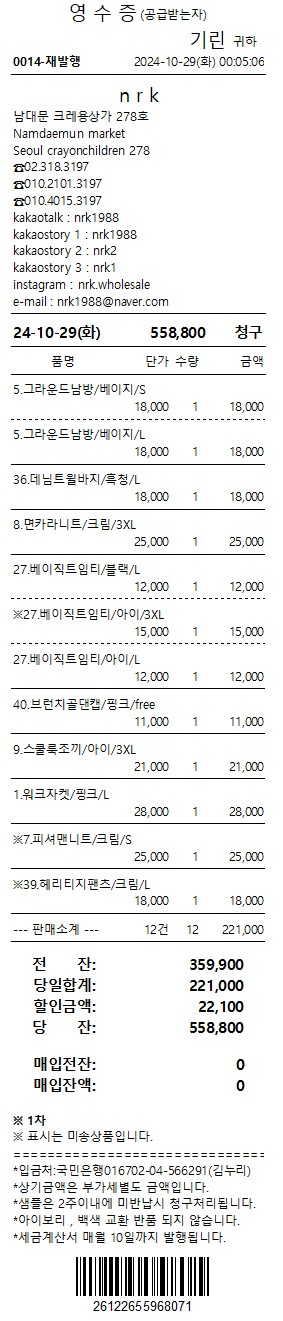 영 수 증 (공급받는자)
기린 귀하
0014-재발행 2024-10-29(화) 00:05:06
n r k
남대문 크레용상가 278호
Namdaemun market
Seoul crayonchildren 278
☎02.318.3197
☎010.2101.3197
☎010.4015.3197
kakaotalk : nrk1988
kakaostory 1 : nrk1988
kakaostory 2 : nrk2
kakaostory 3 : nrk1
instagram : nrk.wholesale
e-mail : nrk1988@naver.com
24-10-29(화) 558,800 청구
품명 단가 수량 금액
5.그라운드남방/베이지/S
18,000 1 18,000
5.그라운드남방/베이지/L
18,000 1 18,000
36.데님트윌바지/흑청/L
18,000 1 18,000
8.면카라니트/크림/3XL
25,000 1 25,000
27.베이직트임티/블랙/L
12,000 1 12,000
※27.베이직트임티/아이/3XL
15,000 1 15,000
27.베이직트임티/아이/L
12,000 1 12,000
40.브런치골댄캡/핑크/free
11,000 1 11,000
9.스쿨룩조끼/아이/3XL
21,000 1 21,000
1.워크자켓/핑크/L
28,000 1 28,000
※7.피셔맨니트/크림/S
25,000 1 25,000
※39.헤리티지팬츠/크림/L
18,000 1 18,000
--- 판매소계 --- 12건 12 221,000
전 잔: 359,900
당일합계: 221,000
할인금액: 22,100
당 잔: 558,800
매입전잔: 0
매입잔액: 0
※ 1차
※ 표시는 미송상품입니다.
==============================
*입금처:국민은행016702-04-566291(김누리)
*상기금액은 부가세별도 금액입니다.
*샘플은 2주이내에 미반납시 청구처리됩니다.
*아이보리 , 백색 교환 반품 되지 않습니다.
*세금계산서 매월 10일까지 발행됩니다.
26122655968071